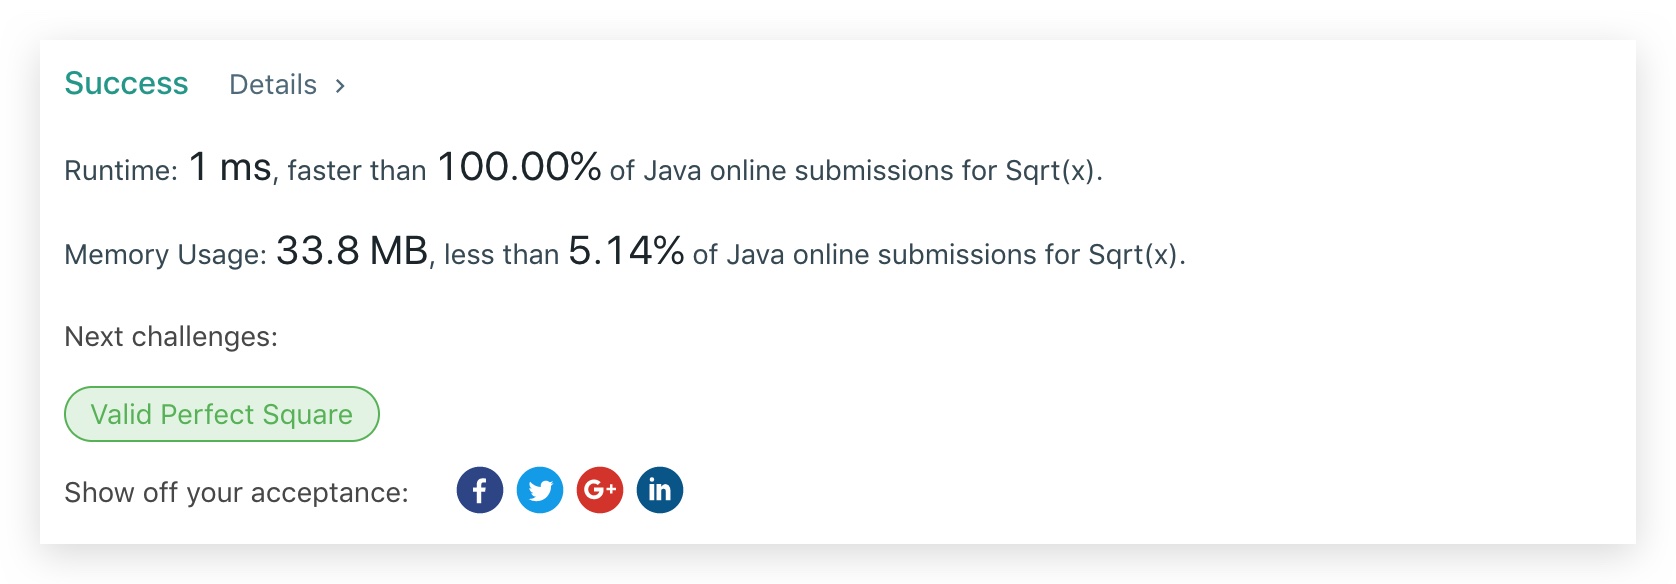 Success Details >
Runtime: 1 ms, faster than 100.00% of Java online submissions for Sqrt(x).
Memory Usage: 33.8 MB, less than 5.14% of Java online submissions for Sqrt(x).
Next challenges:
Valid Perfect Square
Show off your acceptance: f G+ in